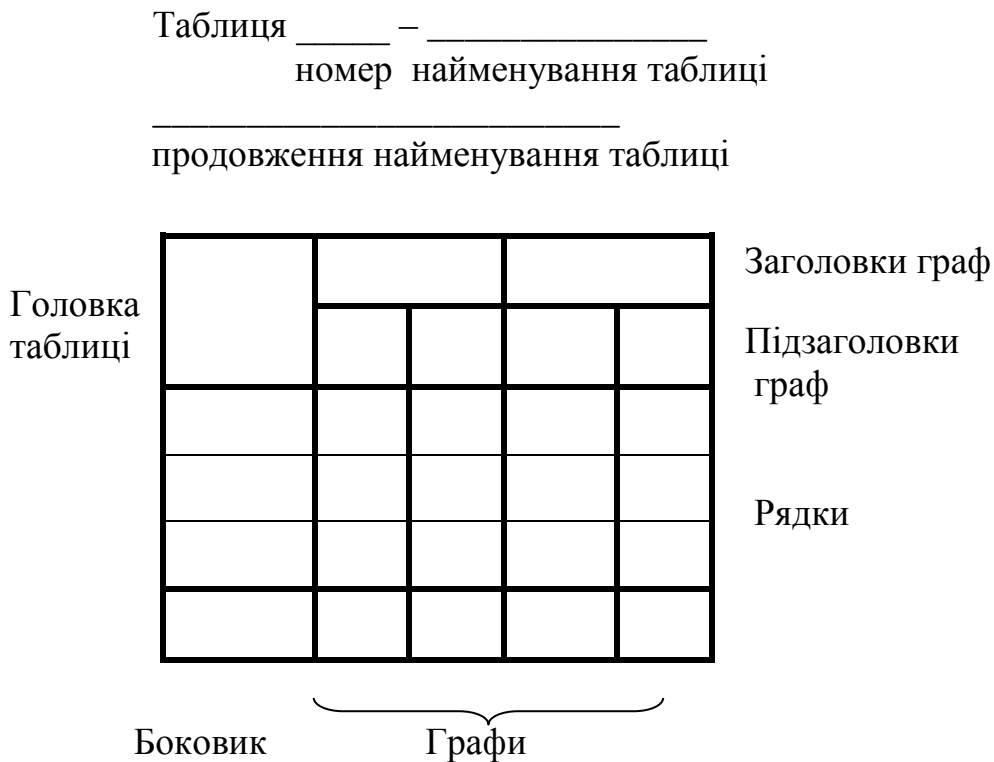 Таблиця _____ – _______________
номер найменування таблиці
_________________________
продовження найменування таблиці
Заголовки граф
Головка
таблиці
Підзаголовки
граф
Рядки
Боковик
Графи